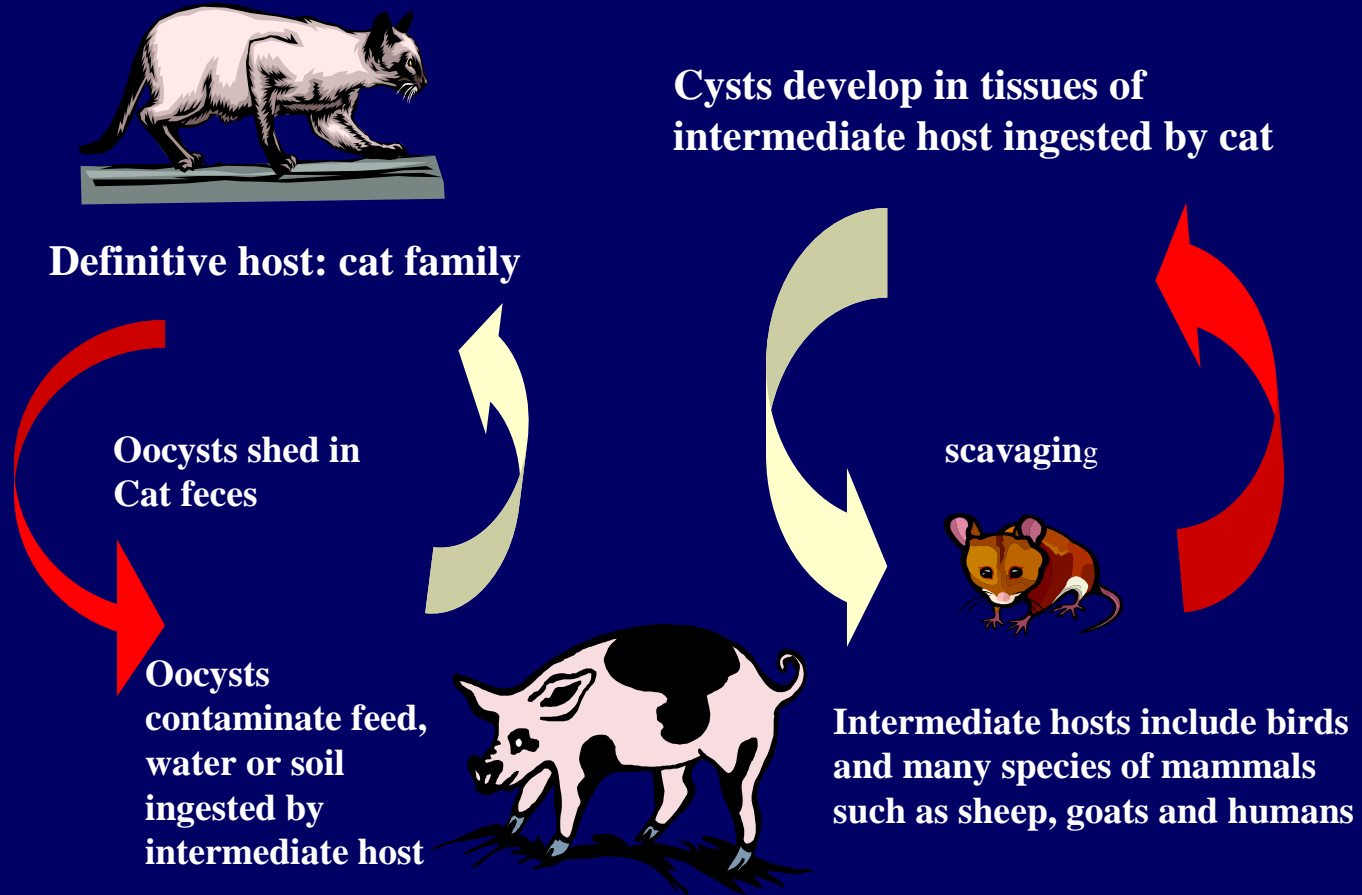 Cysts develop in tissues of
intermediate host ingested by cat
Definitive host: cat family
Oocysts shed in
Cat feces
scavaging
Oocysts
contaminate feed,
water or soil
ingested by
intermediate host
Intermediate hosts include birds
and many species of mammals
such as sheep, goats and humans